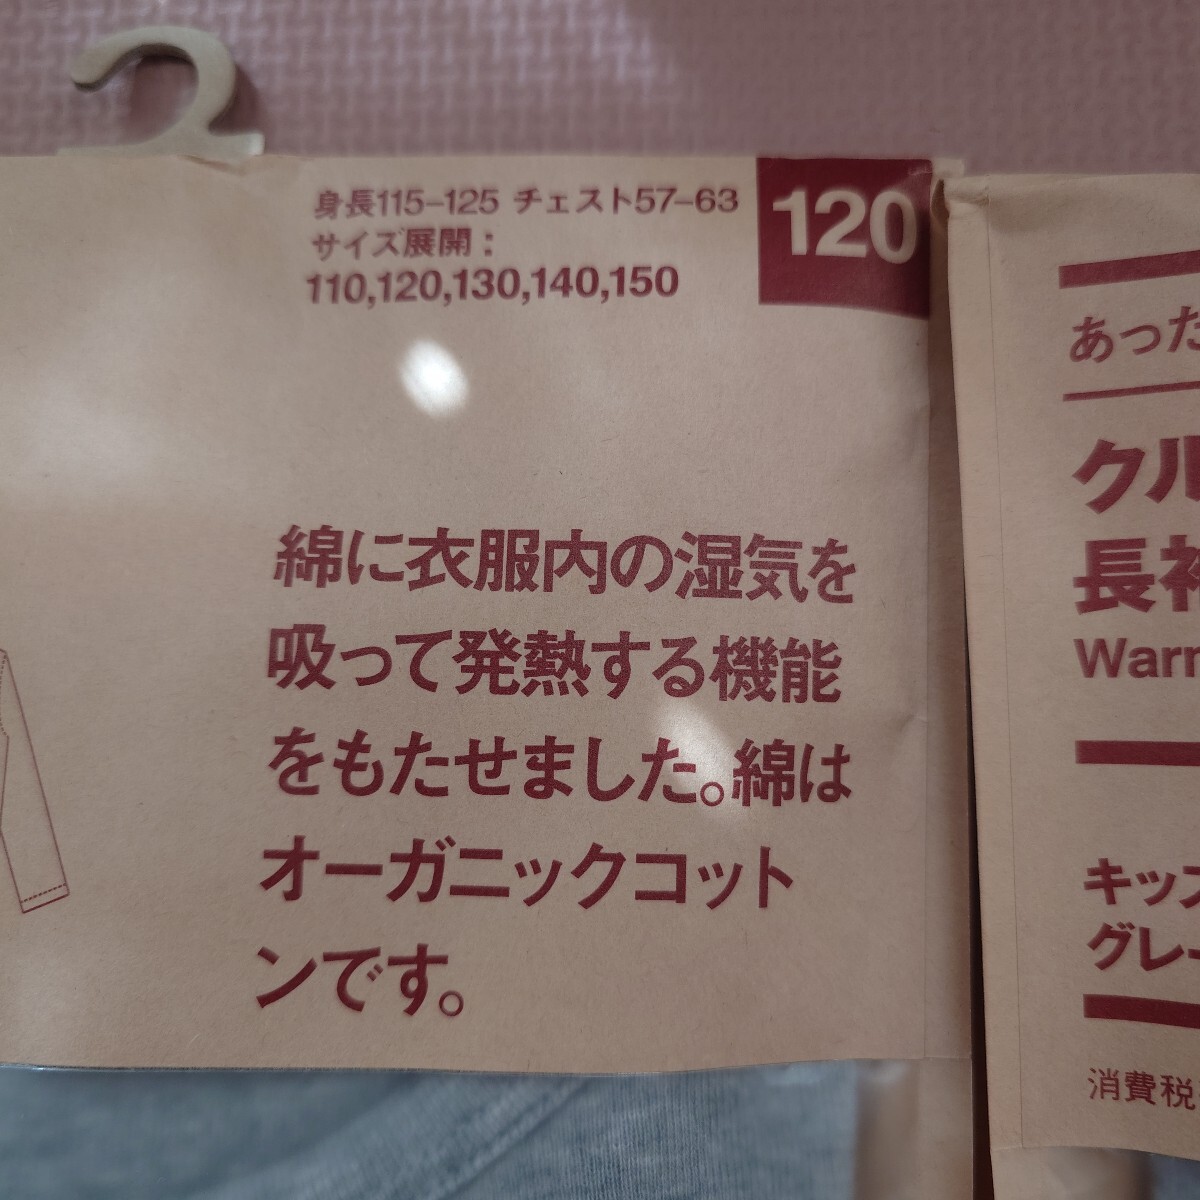 身長115-125 チェスト57-63
サイズ展開：
110,120,130,140,150
120
綿に衣服内の湿気を
吸って発熱する機能
をもたせました。綿は
オーガニックコット
ンです。
あった
クル
長袖
Warm
キッズ
グレー
消費税